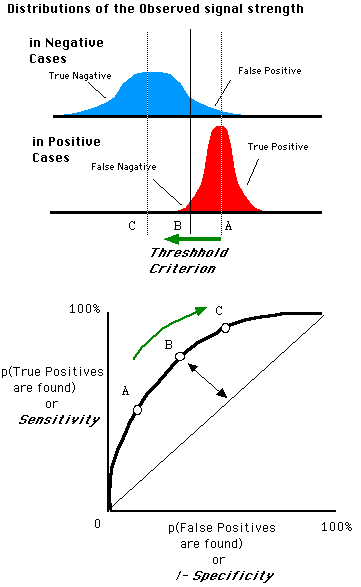 Distributions of the Observed signal strength
in Negative
Cases
True Nagative
False Positive
in Positive
Cases
False Nagative
True Positive
C B A
Threshhold
Criterion
100%
C
B
A
p(True Positives
are found)
or
Sensitivity
0
p(False Positives
are found)
or
100%
1- Specificity